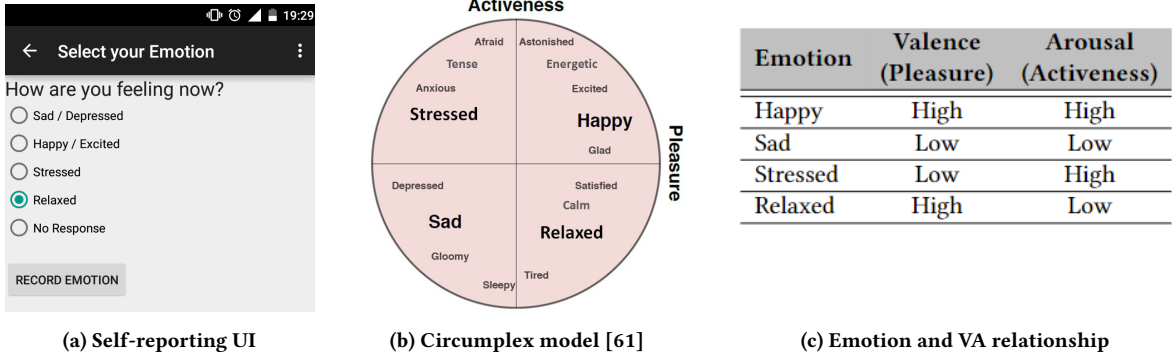 19:29
Select your Emotion
How are you feeling now?
Sad / Depressed
Happy / Excited
Stressed
Relaxed
No Response
RECORD EMOTION
(a) Self-reporting UI
Activeness
Afraid Astonished
Tense Energetic
Anxious Excited
Stressed Happy
Glad
Pleasure
Depressed Satisfied
Calm
Sad Relaxed
Gloomy
Tired
Sleepy
(b) Circumplex model [61]
Emotion Valence (Pleasure) Arousal (Activeness)
Happy High High
Sad Low Low
Stressed Low High
Relaxed High Low
(c) Emotion and VA relationship